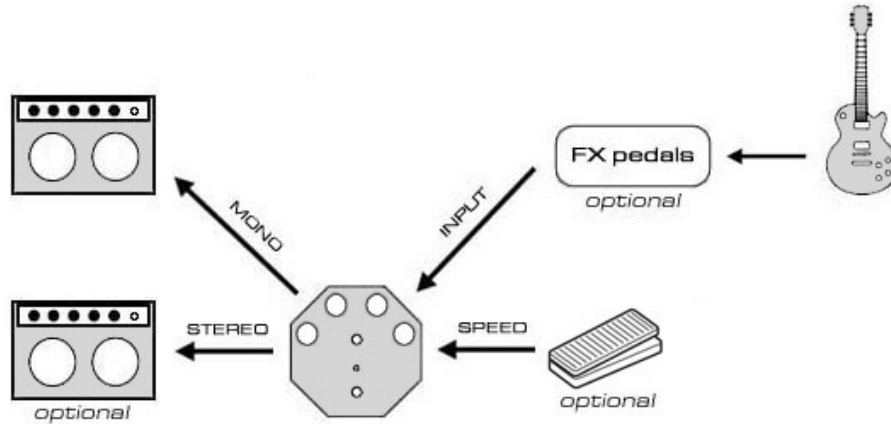 FX pedals
optional
MONO
INPUT
STEREO
SPEED
optional
optional